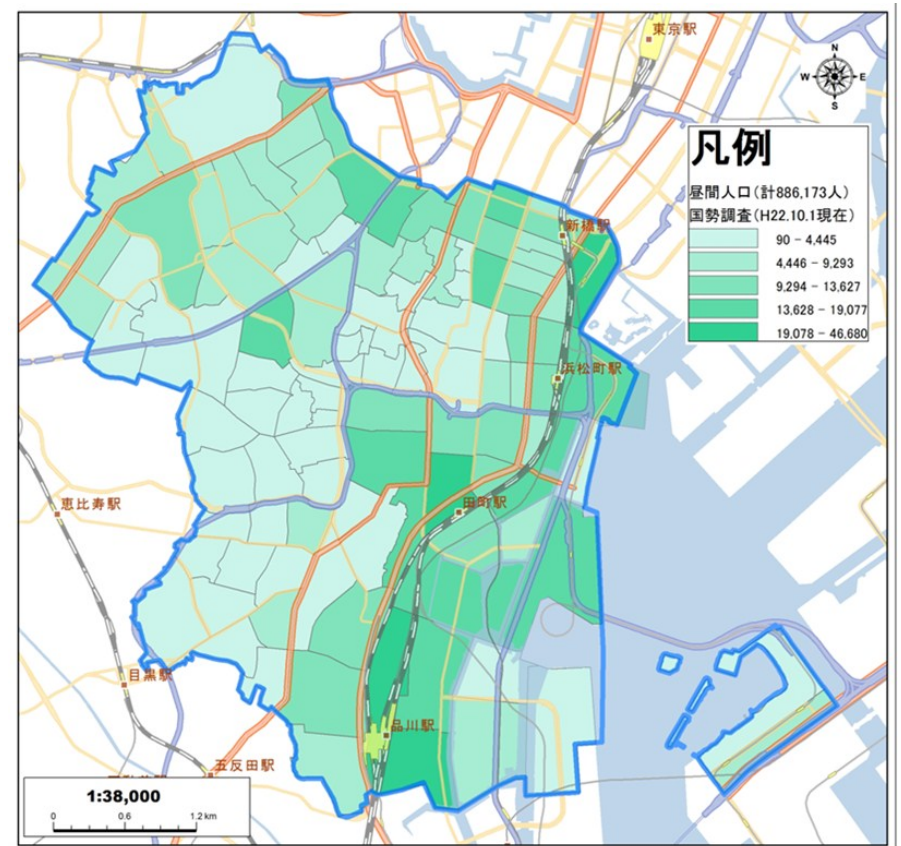 東京駅
N
W
E
S
凡例
昼間人口(計886,173人)
国勢調査(H22.10.1現在)
90 - 4,445
4,446 - 9,293
9,294 - 13,627
13,628 - 19,077
19,078 - 46,680
新橋駅
浜松町駅
恵比寿駅
田町駅
目黒駅
品川駅
五反田駅
1:38,000
0 0.6 1.2 km